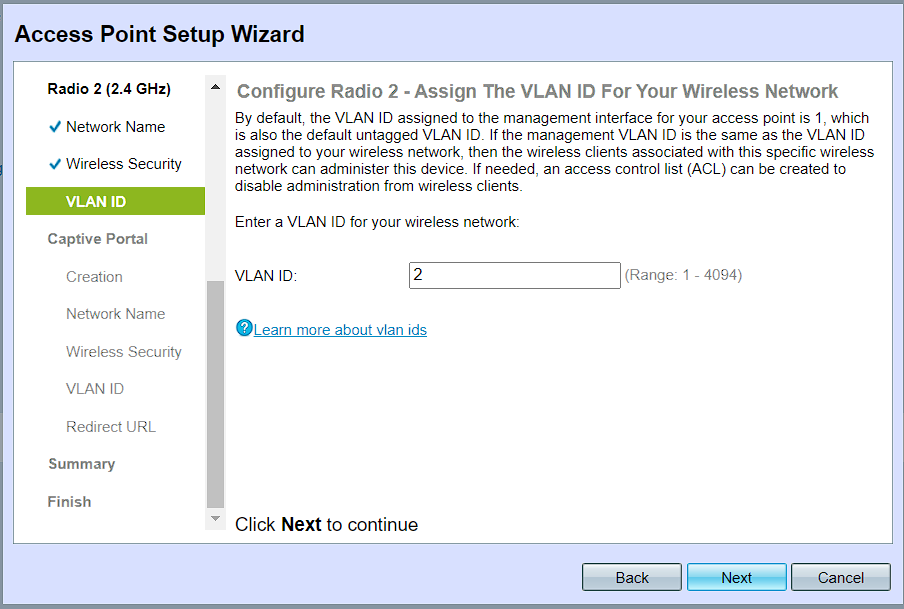 Access Point Setup Wizard
Radio 2 (2.4 GHz)
Network Name
Wireless Security
VLAN ID
Captive Portal
Creation
Network Name
Wireless Security
VLAN ID
Redirect URL
Summary
Finish
Configure Radio 2 - Assign The VLAN ID For Your Wireless Network
By default, the VLAN ID assigned to the management interface for your access point is 1, which
is also the default untagged VLAN ID. If the management VLAN ID is the same as the VLAN ID
assigned to your wireless network, then the wireless clients associated with this specific wireless
network can administer this device. If needed, an access control list (ACL) can be created to
disable administration from wireless clients.
Enter a VLAN ID for your wireless network:
VLAN ID: 2 (Range: 1 - 4094)
?Learn more about vlan ids
Click Next to continue
Back Next Cancel